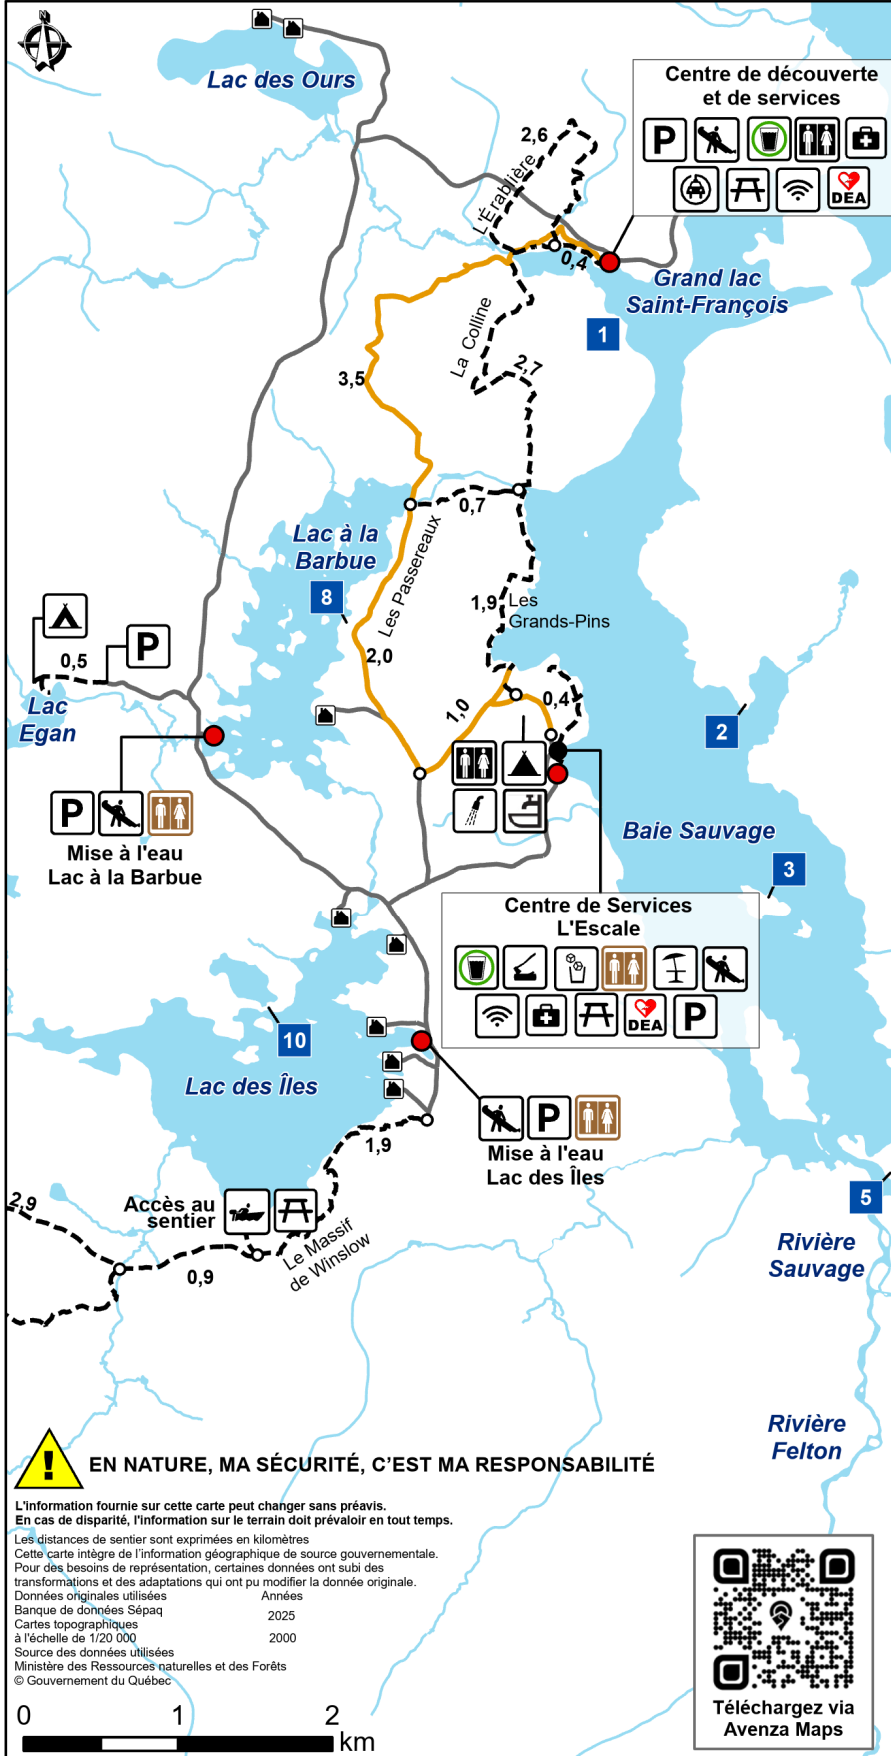 Lac des Ours
Centre de découverte
et de services
P
DEA
2,6
L'Érablière
0,4
Grand lac
Saint-François
1
La Colline
2,7
3,5
0,7
Lac à la
Barbue
8
Les Passereaux
1,9
Les
Grands-Pins
P
0,5
2,0
Lac
Egan
1,0
0,4
2
P
Mise à l'eau
Lac à la Barbue
Baie Sauvage
3
Centre de Services
L'Escale
DEA
P
10
Lac des Îles
P
Mise à l'eau
Lac des Îles
1,9
2,9
Accès au
sentier
Le Massif
de Winslow
0,9
5
Rivière
Sauvage
Rivière
Felton
! EN NATURE, MA SÉCURITÉ, C'EST MA RESPONSABILITÉ
L'information fournie sur cette carte peut changer sans préavis.
En cas de disparité, l'information sur le terrain doit prévaloir en tout temps.
Les distances de sentier sont exprimées en kilomètres
Cette carte intègre de l'information géographique de source gouvernementale.
Pour des besoins de représentation, certaines données ont subi des
transformations et des adaptations qui ont pu modifier la donnée originale.
Données originales utilisées Années
Banque de données Sépaq 2025
Cartes topographiques
à l'échelle de 1/20 000 2000
Source des données utilisées
Ministère des Ressources naturelles et des Forêts
© Gouvernement du Québec
0 1 2
km
Téléchargez via
Avenza Maps